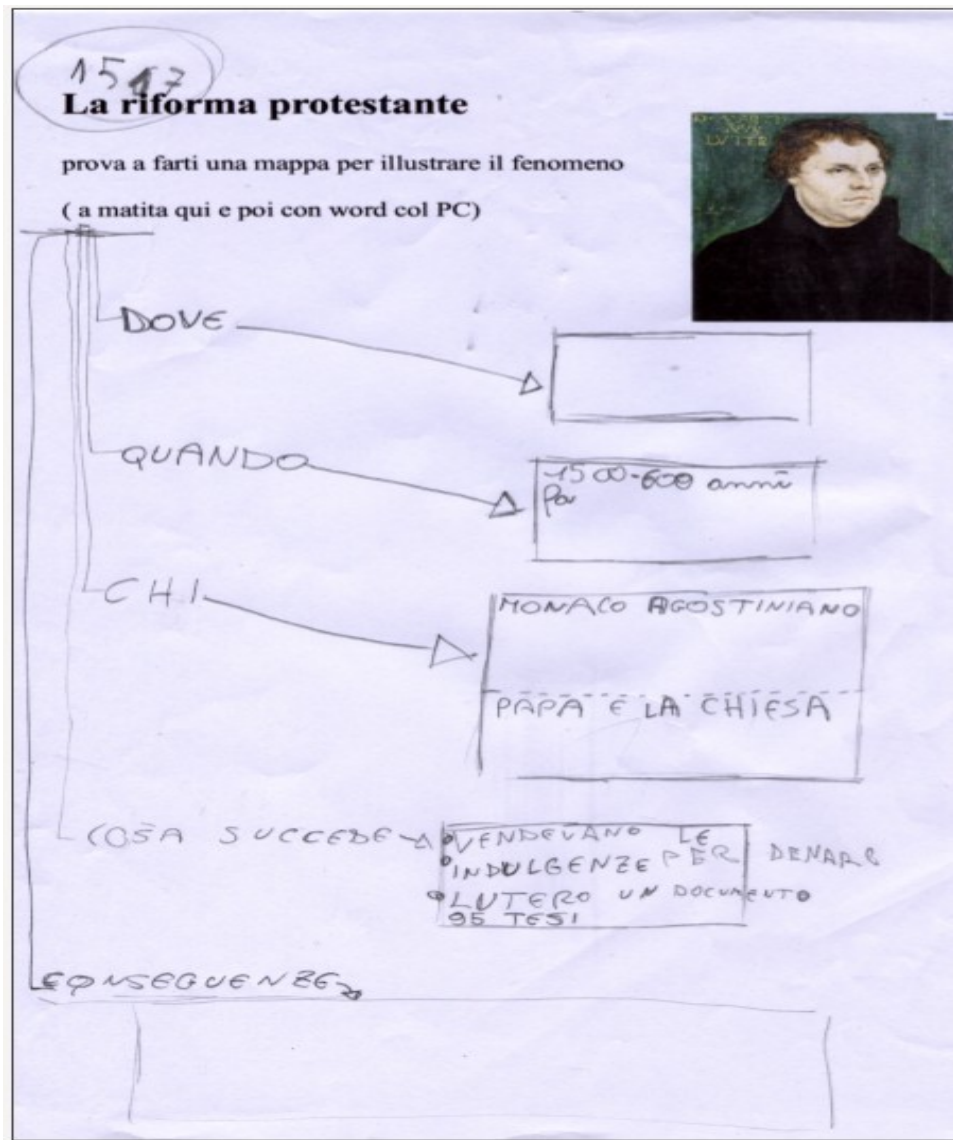 1517
La riforma protestante
prova a farti una mappa per illustrare il fenomeno
( a matita qui e poi con word col PC)
DOVE
QUANDO
1500-600 anni
fa
CHI
MONACO AGOSTINIANO
PAPA E LA CHIESA
COSA SUCCEDE
VENDEVANO LE
INDULGENZE PER DENARO
LUTERO UN DOCUMENTO
95 TESI
CONSEGUENZE